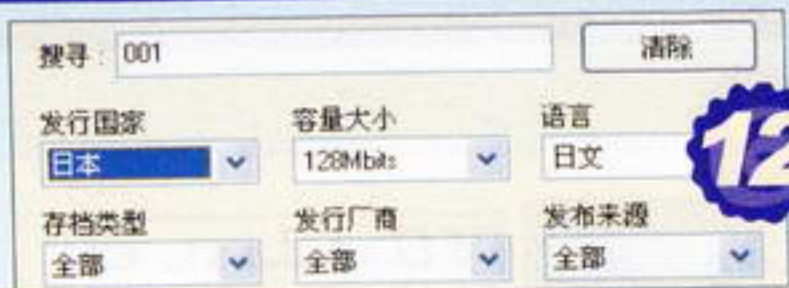 搜寻: 001 清除
发行国家 容量大小 语言
日本 128Mbits 日文
12
存档类型 发行厂商 发布来源
全部 全部 全部